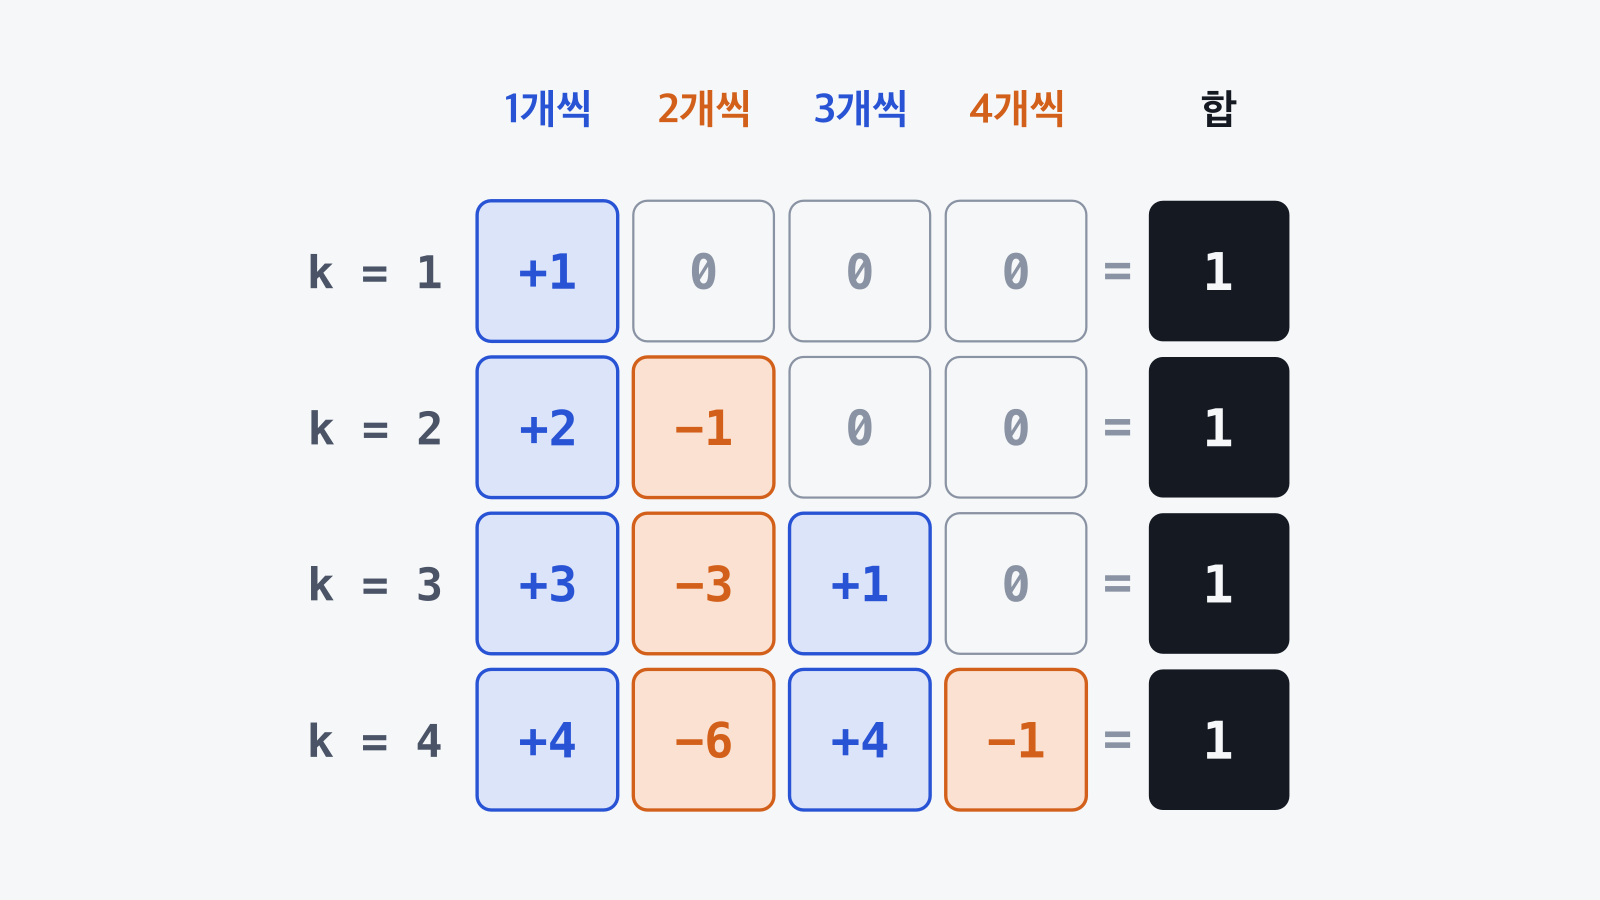 1개씩 2개씩 3개씩 4개씩 합
k = 1 +1 0 0 0 = 1
k = 2 +2 −1 0 0 = 1
k = 3 +3 −3 +1 0 = 1
k = 4 +4 −6 +4 −1 = 1